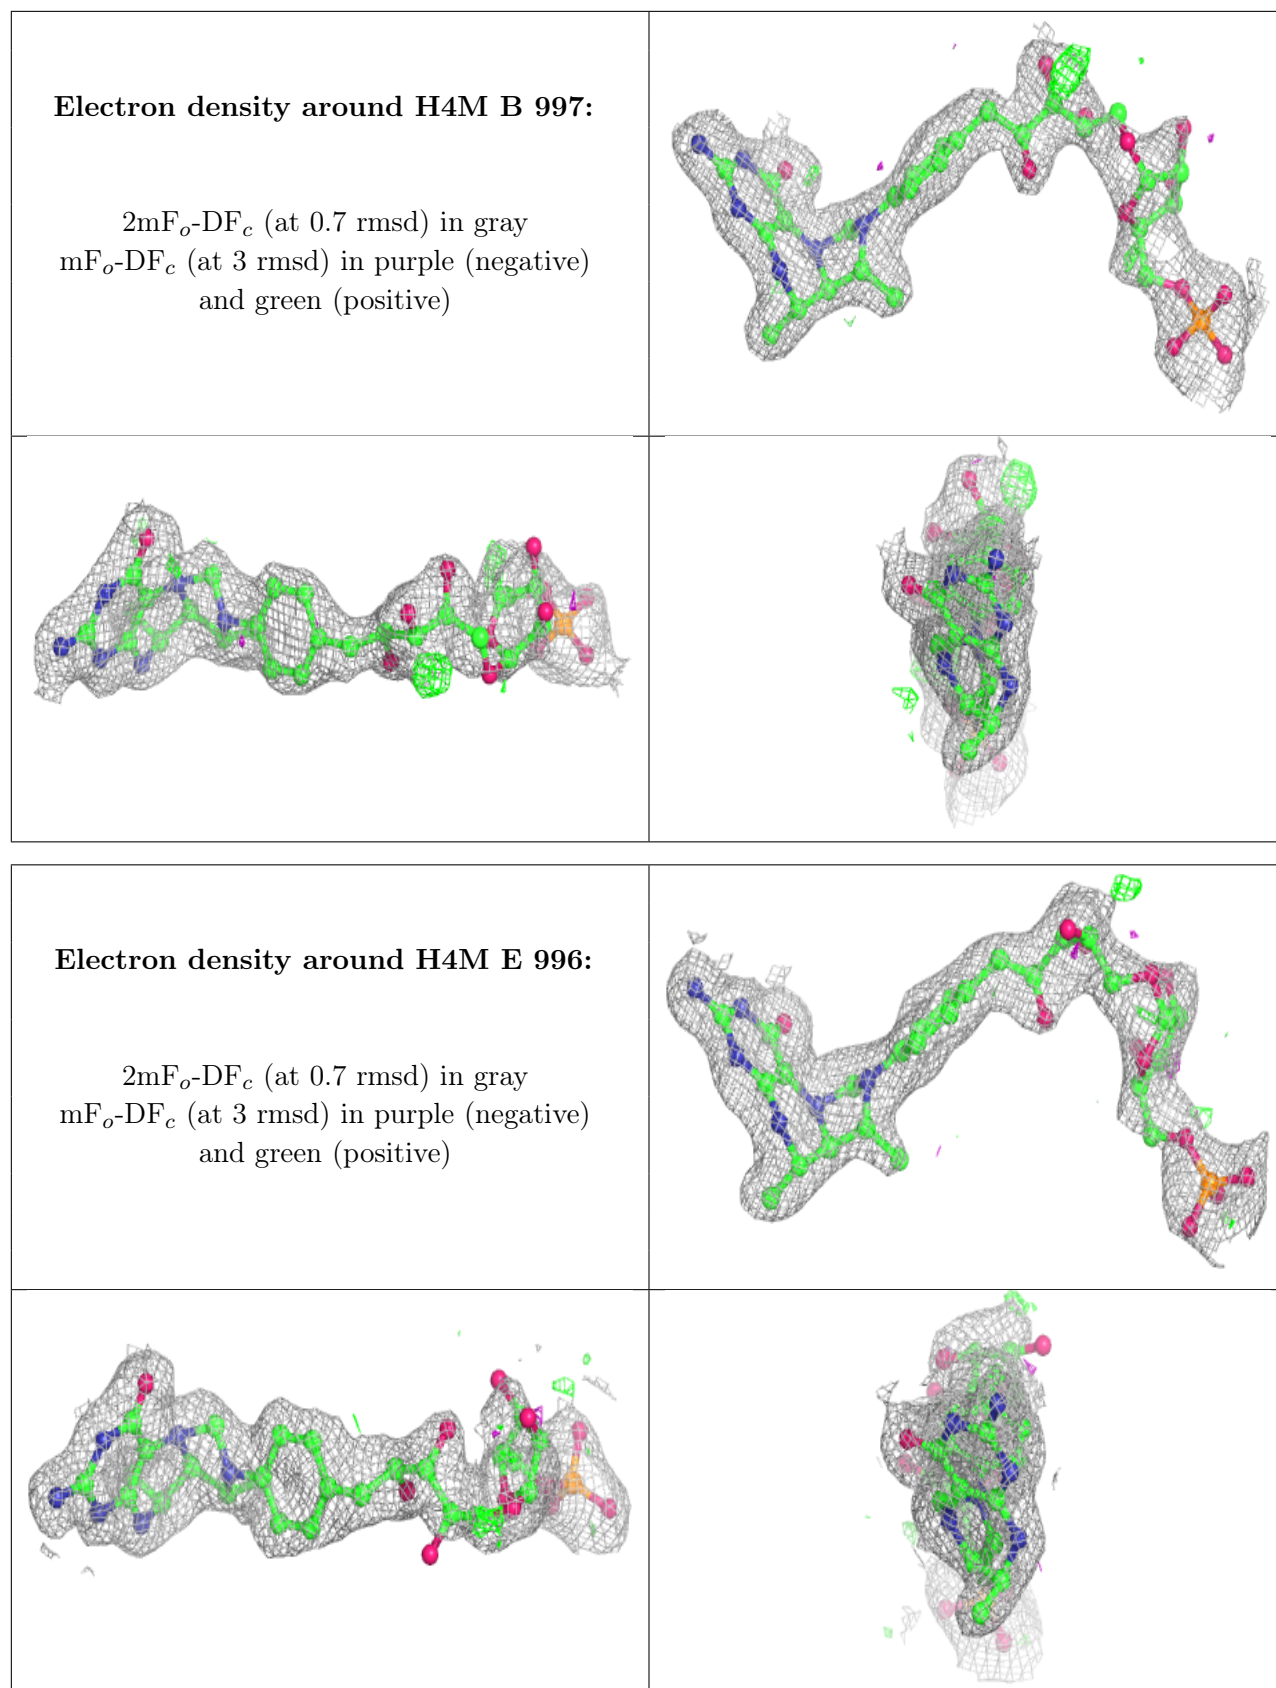 Electron density around H4M B 997:
2mFo-DFc (at 0.7 rmsd) in gray
mFo-DFc (at 3 rmsd) in purple (negative)
and green (positive)
Electron density around H4M E 996:
2mFo-DFc (at 0.7 rmsd) in gray
mFo-DFc (at 3 rmsd) in purple (negative)
and green (positive)